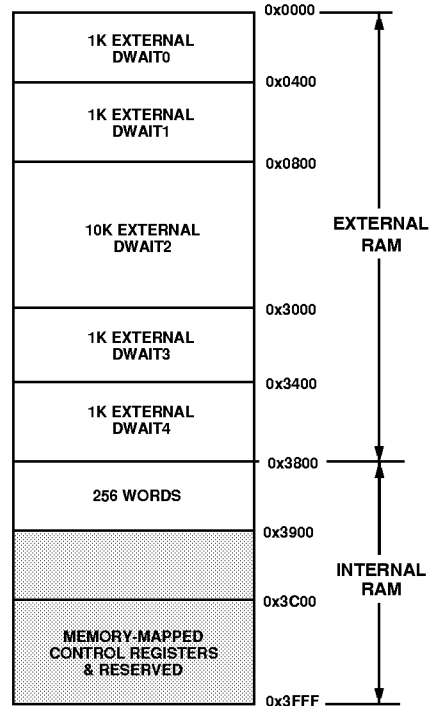 0x0000
1K EXTERNAL
DWAIT0
0x0400
1K EXTERNAL
DWAIT1
0x0800
10K EXTERNAL
DWAIT2
EXTERNAL
RAM
0x3000
1K EXTERNAL
DWAIT3
0x3400
1K EXTERNAL
DWAIT4
0x3800
256 WORDS
0x3900
INTERNAL
RAM
0x3C00
MEMORY-MAPPED
CONTROL REGISTERS
& RESERVED
0x3FFF